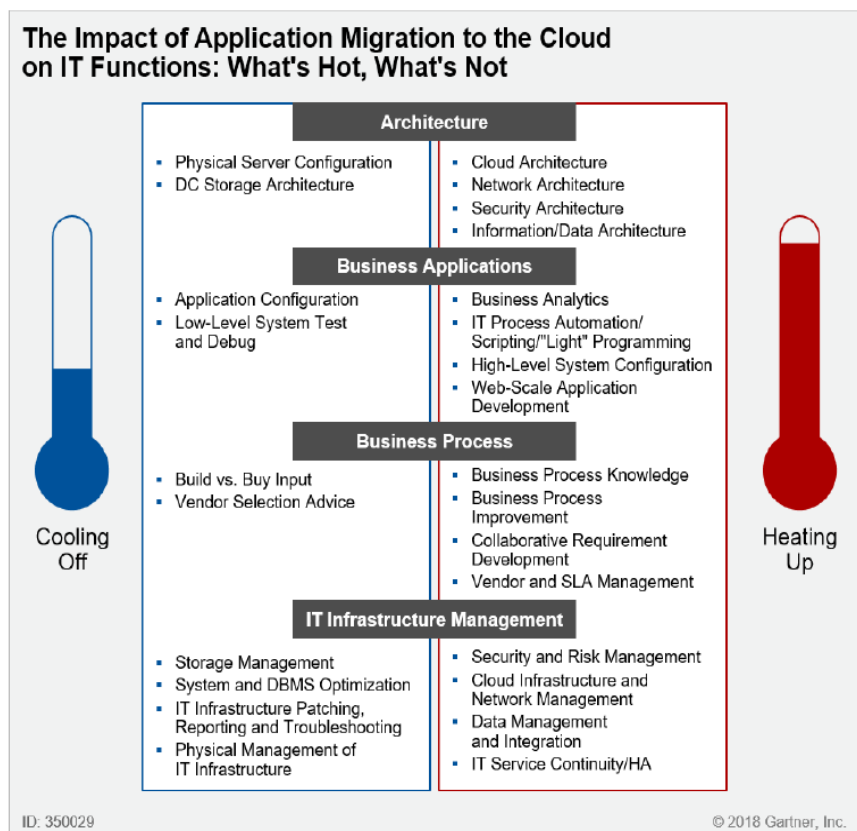 The Impact of Application Migration to the Cloud
on IT Functions: What's Hot, What's Not
Architecture
Physical Server Configuration
DC Storage Architecture
Cloud Architecture
Network Architecture
Security Architecture
Information/Data Architecture
Business Applications
Application Configuration
Low-Level System Test
and Debug
Business Analytics
IT Process Automation/
Scripting/"Light" Programming
High-Level System Configuration
Web-Scale Application
Development
Business Process
Build vs. Buy Input
Vendor Selection Advice
Business Process Knowledge
Business Process
Improvement
Collaborative Requirement
Development
Vendor and SLA Management
Cooling
Off
Heating
Up
IT Infrastructure Management
Storage Management
System and DBMS Optimization
IT Infrastructure Patching,
Reporting and Troubleshooting
Physical Management of
IT Infrastructure
Security and Risk Management
Cloud Infrastructure and
Network Management
Data Management
and Integration
IT Service Continuity/HA
ID: 350029
© 2018 Gartner, Inc.